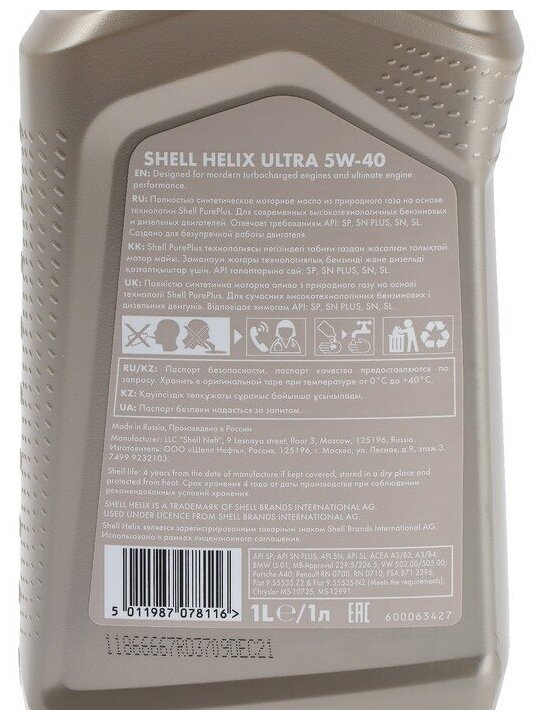 SHELL HELIX ULTRA 5W-40
EN: Designed for mordern turbocharged engines and ultimate engine
performance.
RU: Полностью синтетическое моторное масло из природного газа на основе
технологии Shell PurePlus. Для современных высокотехнологичных бензиновых
и дизельных двигателей. Отвечает требованиям API: SP, SN PLUS, SN, SL.
Создано для безупречной работы двигателя.
KK: Shell PurePlus технологиясы негізіндегі табиғи газдан жасалған толықтай
мотор майы. Заманауи жоғары технологиялық бензинді және дизельді
қозғалтқыштар үшін. API талаптарына сай: SP, SN PLUS, SN, SL.
UK: Повністю синтетична моторна олива з природного газу на основі
технології Shell PurePlus. Для сучасних високотехнологічних бензинових і
дизельних двигунів. Відповідає вимогам API: SP, SN PLUS, SN, SL.
RU/KZ: Паспорт безопасности, паспорт качества предоставляются по
запросу. Хранить в оригинальной таре при температуре от 0°C до +40°C.
KZ: Қауіпсіздік төлқұжаты сұраныс бойынша ұсынылады.
UA: Паспорт безпеки надається за запитом.
Made in Russia. Произведено в России
Manufacturer: LLC "Shell Neft", 9 Lesnaya street, floor 3, Moscow, 125196, Russia.
Изготовитель: ООО «Шелл Нефть», Россия, 125196, г. Москва, ул. Лесная, д 9, этаж 3.
7499 9232103.
Shelf life: 4 years from the date of manufacture if kept covered, stored in a dry place and
protected from heat. Срок хранения 4 года от даты производства при соблюдении
рекомендованных условий хранения.
SHELL HELIX IS A TRADEMARK OF SHELL BRANDS INTERNATIONAL AG.
USED UNDER LICENCE FROM SHELL BRANDS INTERNATIONAL AG.
Shell Helix является зарегистрированным товарным знаком Shell Brands International AG.
Использовано в рамках лицензионного соглашения.
API SP, API SN PLUS, API SN, API SL; ACEA A3/B3, A3/B4;
BMW LL-01; MB-Approval 229.5/226.5; VW 502.00/505.00;
Porsche A40; Renault RN 0700, RN 0710; PSA B71 2296;
Fiat 9.55535.Z2 & Fiat 9.55535.N2 (Meets the requirements);
Chrysler MS 10725, MS-12991
5 011987 078116 >
1L e /1л
EAC
600063427